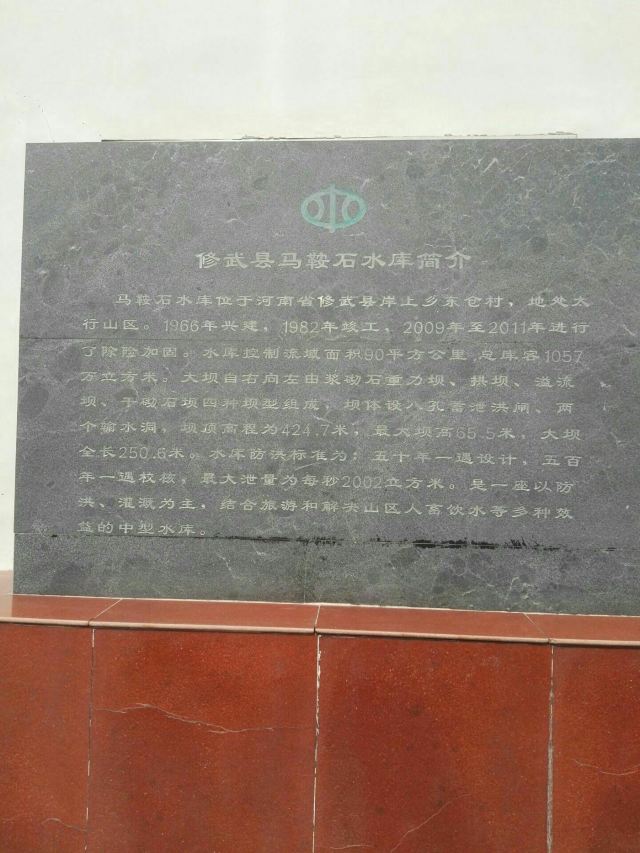 修武县马鞍石水库简介
马鞍石水库位于河南省修武县岸上乡东仓村，地处太
行山区。1966年兴建，1982年竣工，2009年至2011年进行
了除险加固。水库控制流域面积90平方公里,总库容1057
万立方米。大坝自右向左由浆砌石重力坝、拱坝、溢流
坝、干砌石坝四种坝型组成，坝体设八孔蓄泄洪闸、两
个输水洞，坝顶高程为424.7米，最大坝高65.5米，大坝
全长250.6米。水库防洪标准为：五十年一遇设计，五百
年一遇校核，最大泄量为每秒2002立方米。是一座以防
洪、灌溉为主，结合旅游和解决山区人畜饮水等多种效
益的中型水库。